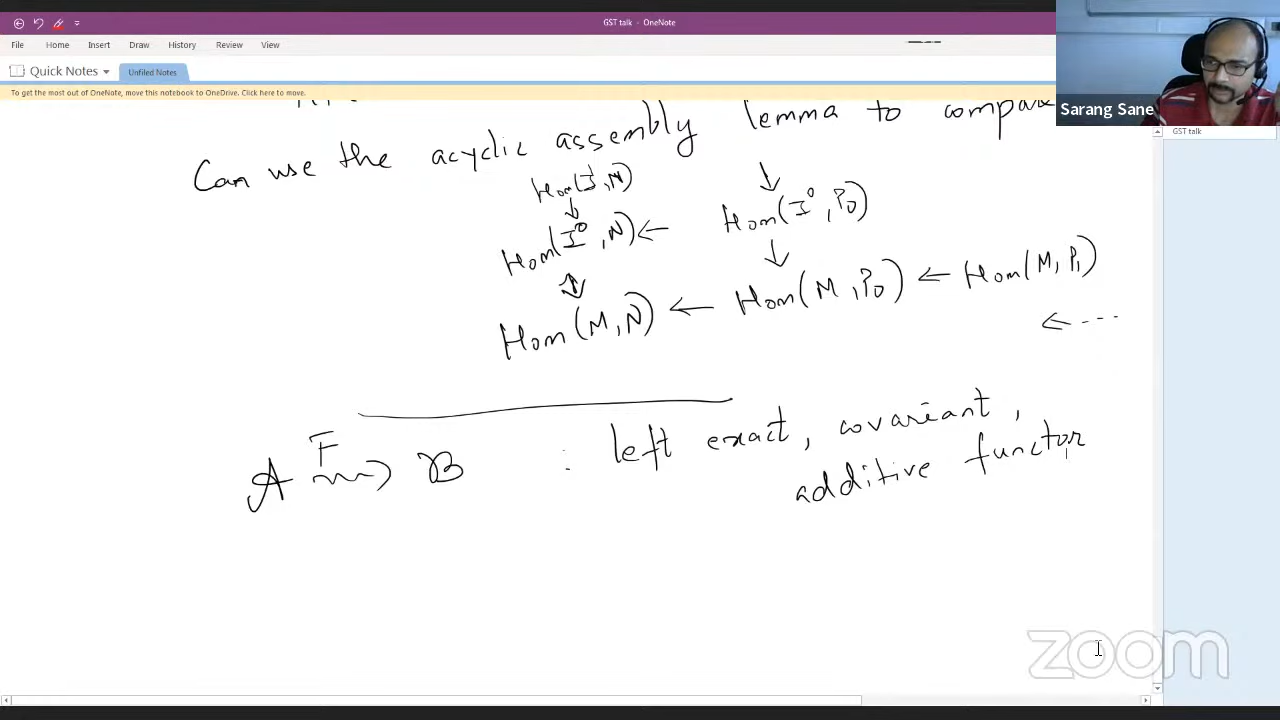 GST talk - OneNote
File Home Insert Draw History Review View
Quick Notes Unfiled Notes
To get the most out of OneNote, move this notebook to OneDrive. Click here to move.
Sarang Sane
GST talk
Can use the acyclic assembly lemma to compare
Hom(I¹,N) ↓
↓ Hom(I⁰,N) ← Hom(I⁰,P₀)
↓ ↓
Hom(M,N) ← Hom(M,P₀) ← Hom(M,P₁)
← ...
A F B : left exact, covariant,
additive functor
zoom